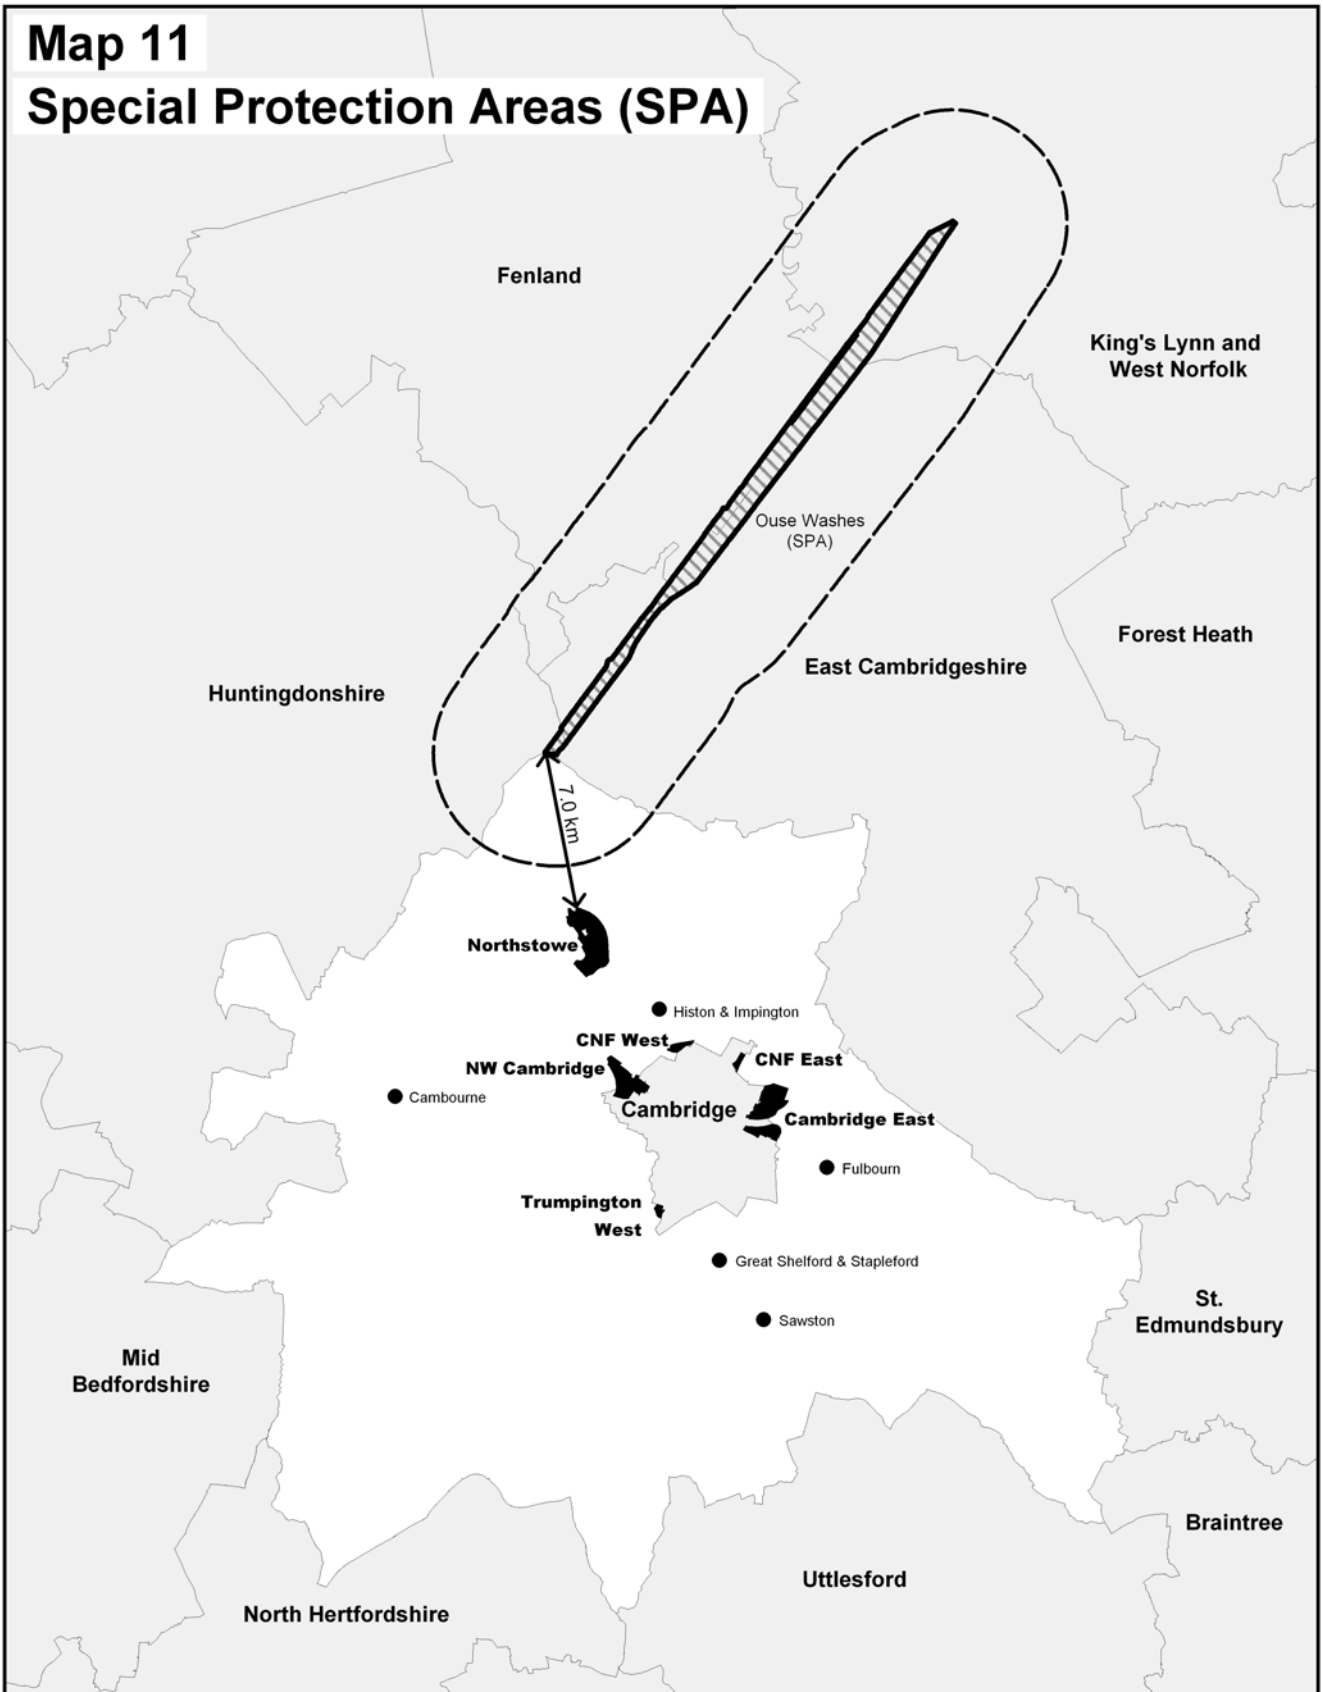 Map 11
Special Protection Areas (SPA)
Fenland
King's Lynn and
West Norfolk
Ouse Washes
(SPA)
Forest Heath
East Cambridgeshire
Huntingdonshire
7.0 km
Northstowe
Histon & Impington
CNF West
CNF East
NW Cambridge
Cambourne
Cambridge
Cambridge East
Fulbourn
Trumpington
West
Great Shelford & Stapleford
St.
Edmundsbury
Sawston
Mid
Bedfordshire
Braintree
Uttlesford
North Hertfordshire